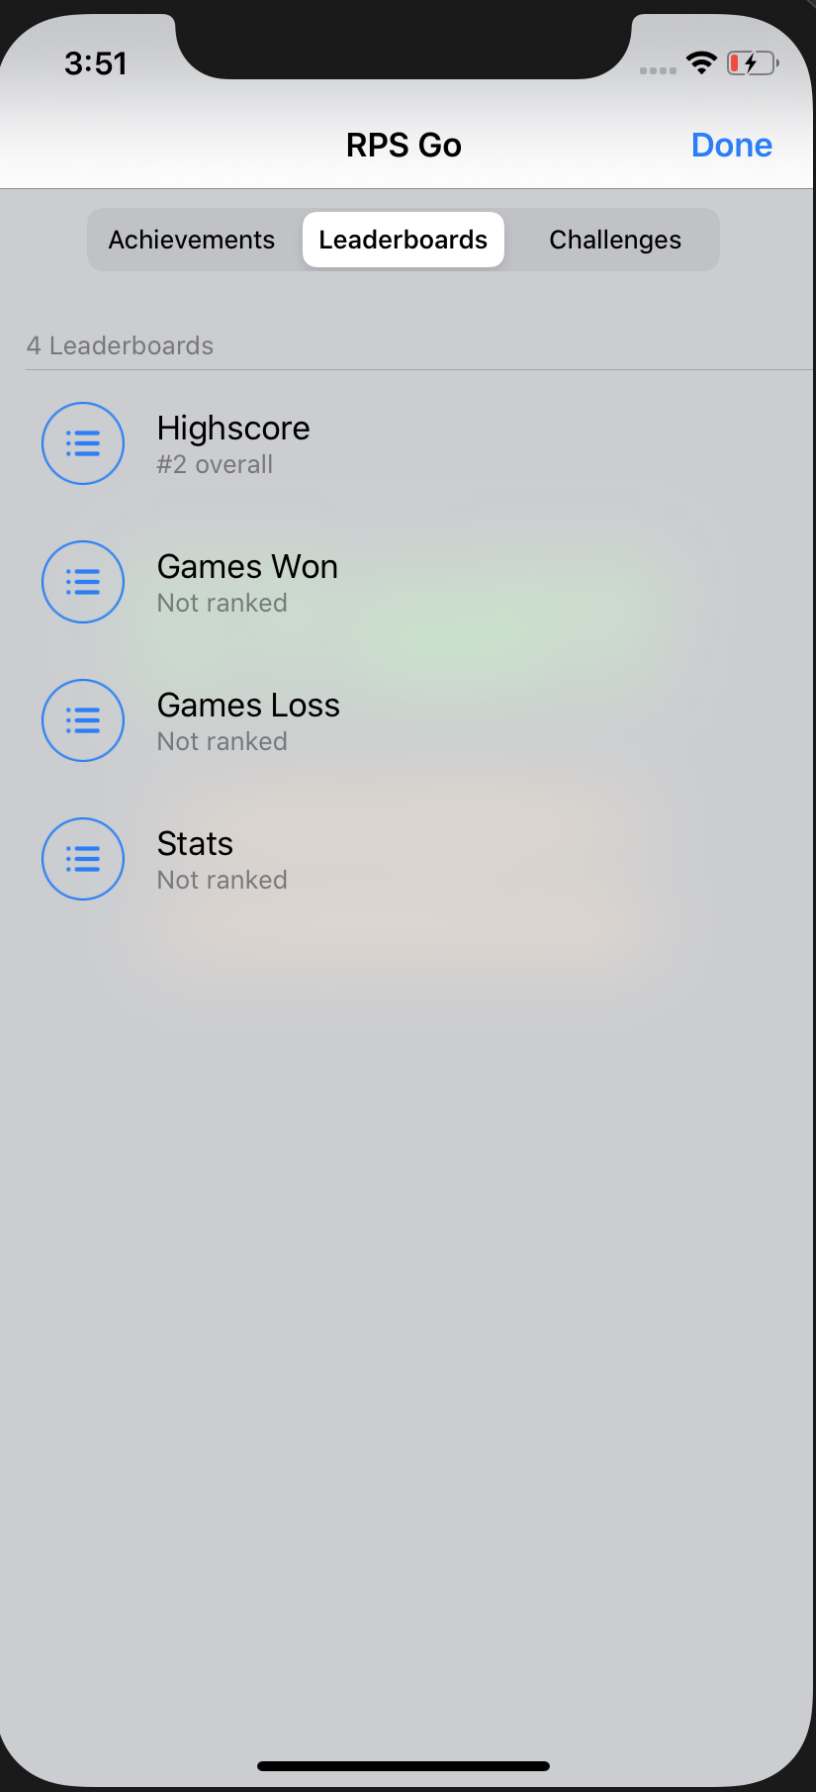 3:51
RPS Go
Done
Achievements
Leaderboards
Challenges
4 Leaderboards
Highscore
#2 overall
Games Won
Not ranked
Games Loss
Not ranked
Stats
Not ranked